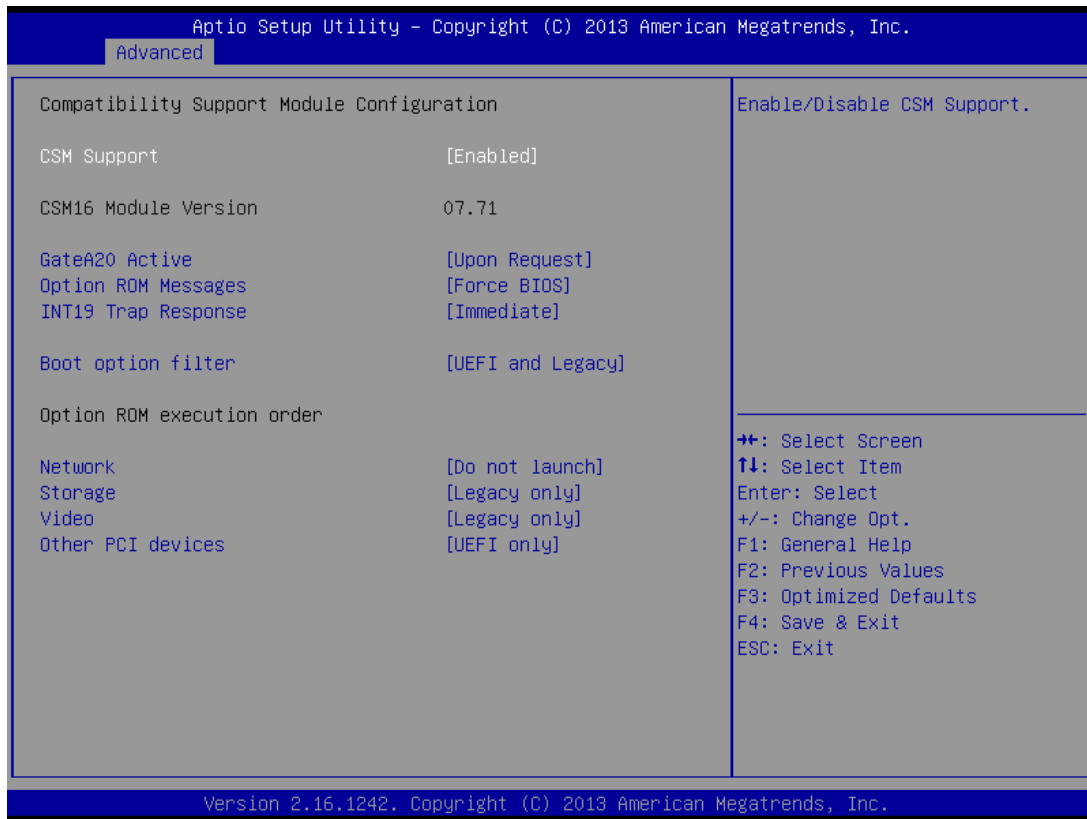 Aptio Setup Utility – Copyright (C) 2013 American Megatrends, Inc.
Advanced
Compatibility Support Module Configuration
CSM Support [Enabled]
CSM16 Module Version 07.71
GateA20 Active [Upon Request]
Option ROM Messages [Force BIOS]
INT19 Trap Response [Immediate]
Boot option filter [UEFI and Legacy]
Option ROM execution order
Network [Do not launch]
Storage [Legacy only]
Video [Legacy only]
Other PCI devices [UEFI only]
Enable/Disable CSM Support.
→←: Select Screen
↑↓: Select Item
Enter: Select
+/-: Change Opt.
F1: General Help
F2: Previous Values
F3: Optimized Defaults
F4: Save & Exit
ESC: Exit
Version 2.16.1242. Copyright (C) 2013 American Megatrends, Inc.